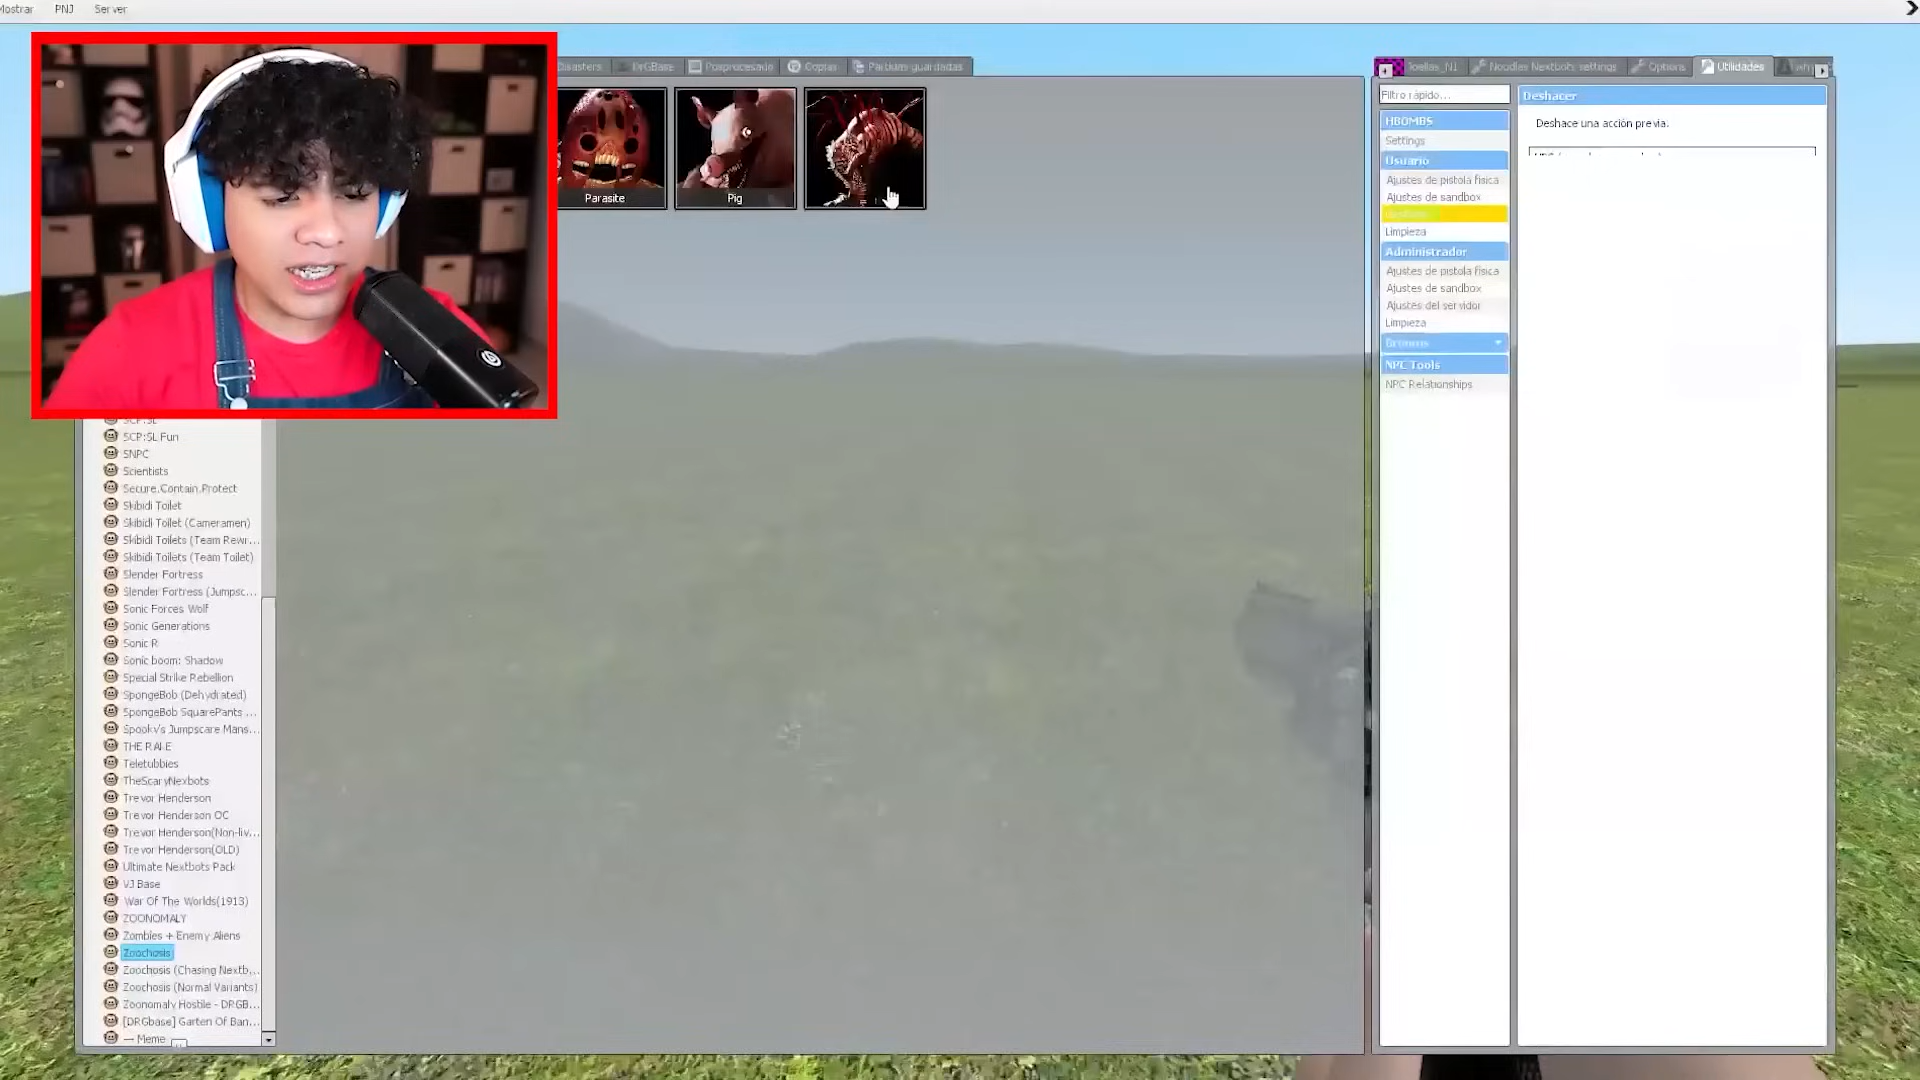 Mostrar PNJ Server
Disasters DrGBase Posprocesado Copias Partidas guardadas
Noodles Nextbots settings Options Utilidades
Parasite
Pig
SCP:SL
SCP:SL Fun
SNPC
Scientists
Secure.Contain.Protect
Skibidi Toilet
Skibidi Toilet (Cameramen)
Skibidi Toilets (Team Rewr...
Skibidi Toilets (Team Toilet)
Slender Fortress
Slender Fortress (Jumpsc...
Sonic Forces Wolf
Sonic Generations
Sonic R
Sonic boom: Shadow
Special Strike Rebellion
SpongeBob (Dehydrated)
SpongeBob SquarePants ...
Spooky's Jumpscare Mans...
THE RAKE
Teletubbies
TheScaryNexbots
Trevor Henderson
Trevor Henderson OC
Trevor Henderson(Non-liv...
Trevor Henderson(OLD)
Ultimate Nextbots Pack
VJ Base
War Of The Worlds(1913)
ZOONOMALY
Zombies + Enemy Aliens
Zoochosis
Zoochosis (Chasing Nextb...
Zoochosis (Normal Variants)
Zoonomaly Hostile - DRGB...
[DRGbase] Garten Of Ban...
— Meme
Filtro rápido...
HBOMBS
Settings
Usuario
Ajustes de pistola física
Ajustes de sandbox
Limpieza
Administrador
Ajustes de pistola física
Ajustes de sandbox
Ajustes del servidor
Limpieza
NPC Tools
NPC Relationships
Deshacer
Deshace una acción previa.